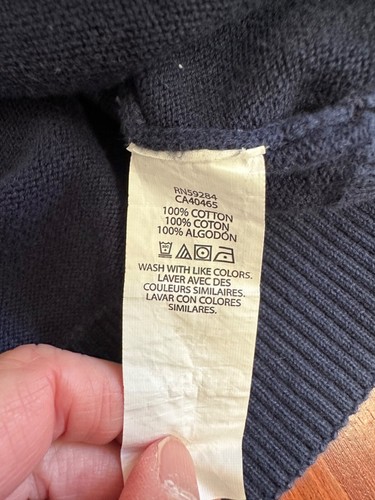 RN59284
CA40465
100% COTTON
100% COTON
100% ALGODÓN
WASH WITH LIKE COLORS.
LAVER AVEC DES
COULEURS SIMILAIRES.
LAVAR CON COLORES
SIMILARES.